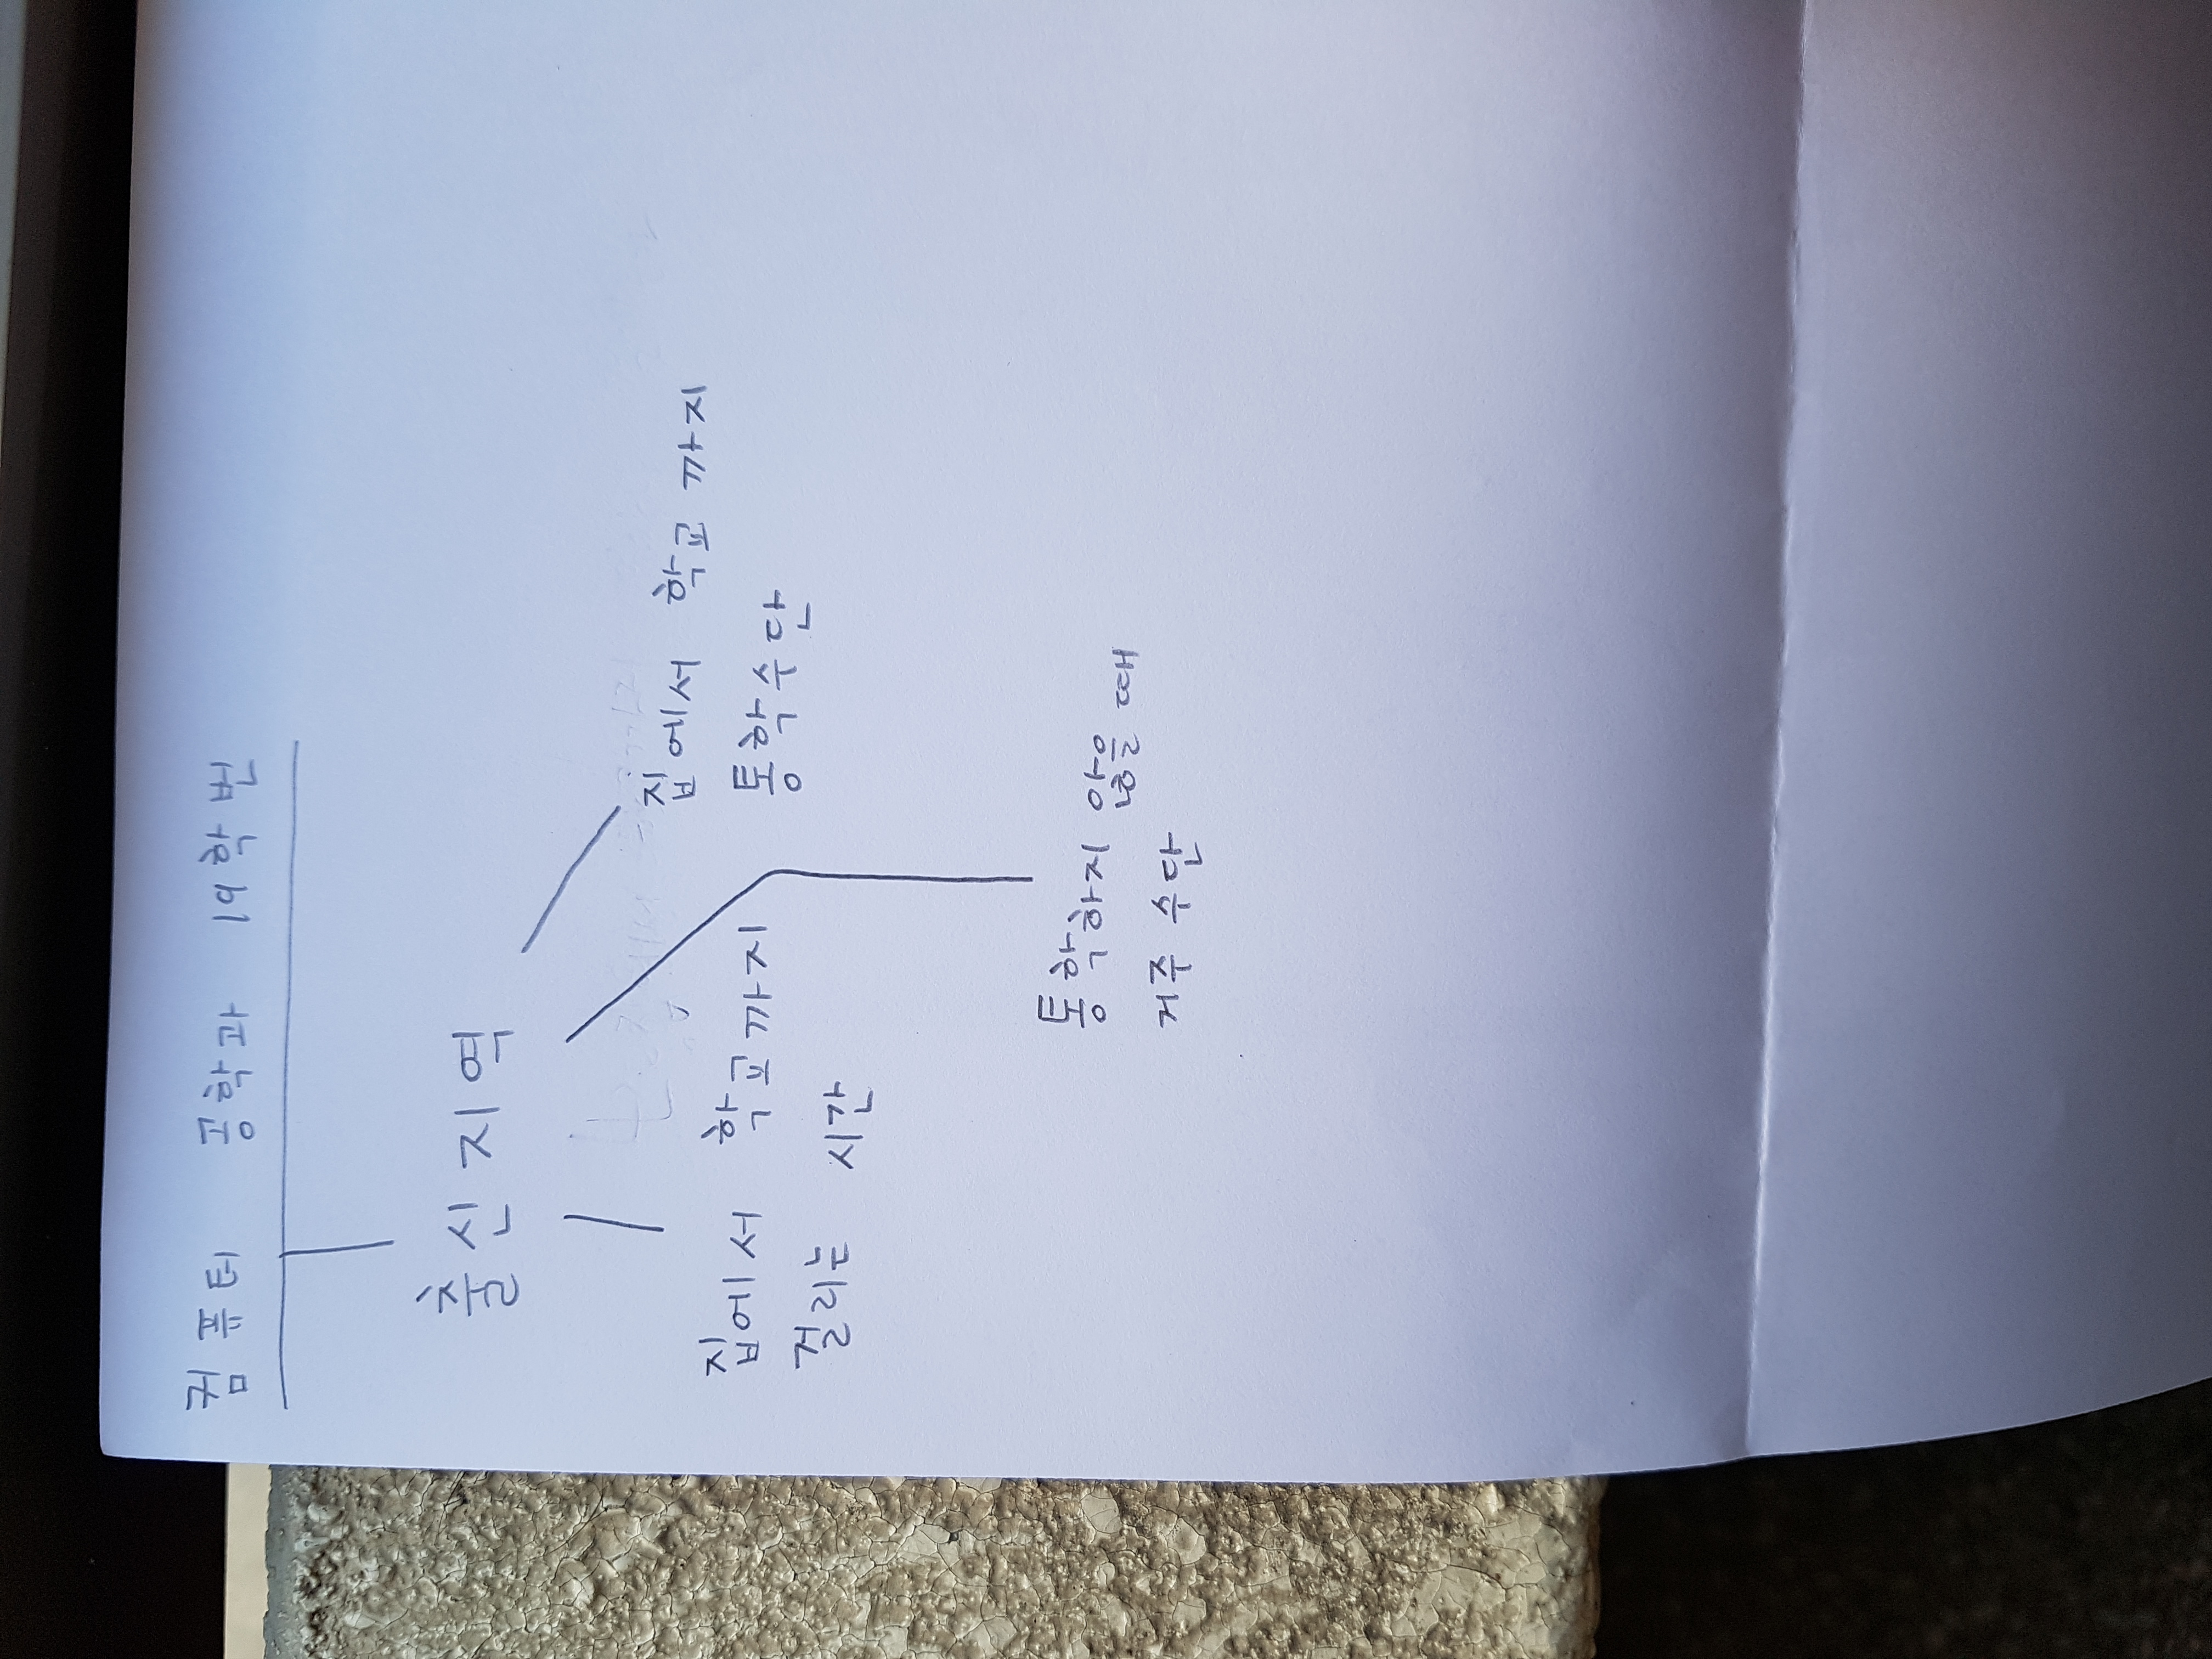 컴퓨터 공학과 19학번
출신지역
집에서 학교까지
걸리는 시간
집에서 학교까지
통학수단
통학하지 않을 때
거주 수단